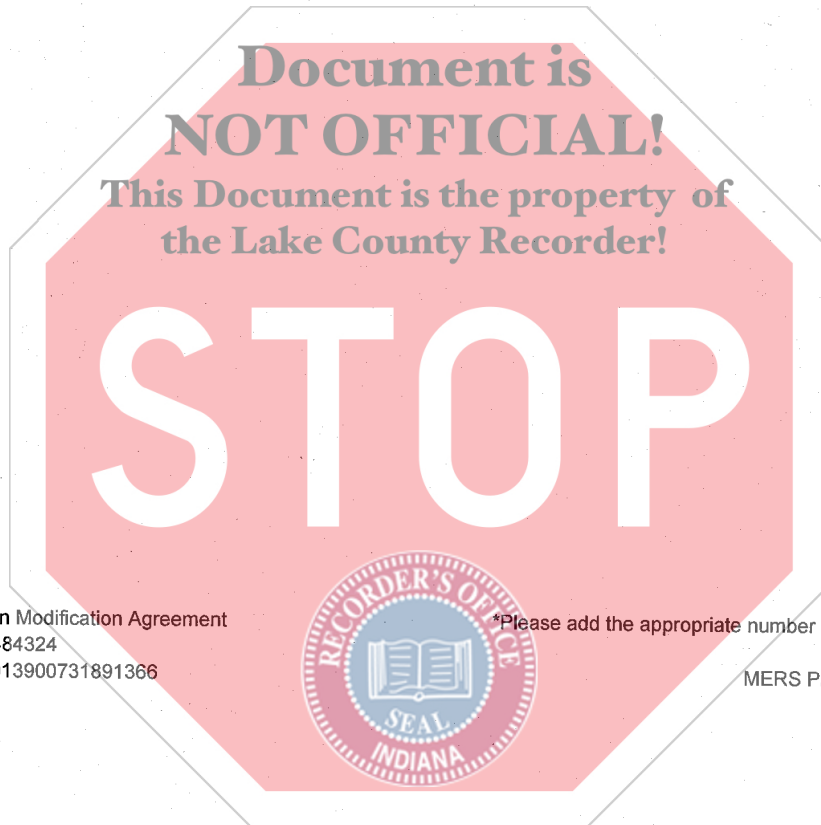 Document is
NOT OFFICIAL!
This Document is the property of
the Lake County Recorder!
STOP
n Modification Agreement
84324
13900731891366
*Please add the appropriate number
MERS P
RECORDER'S OFFICE
SEAL
INDIANA